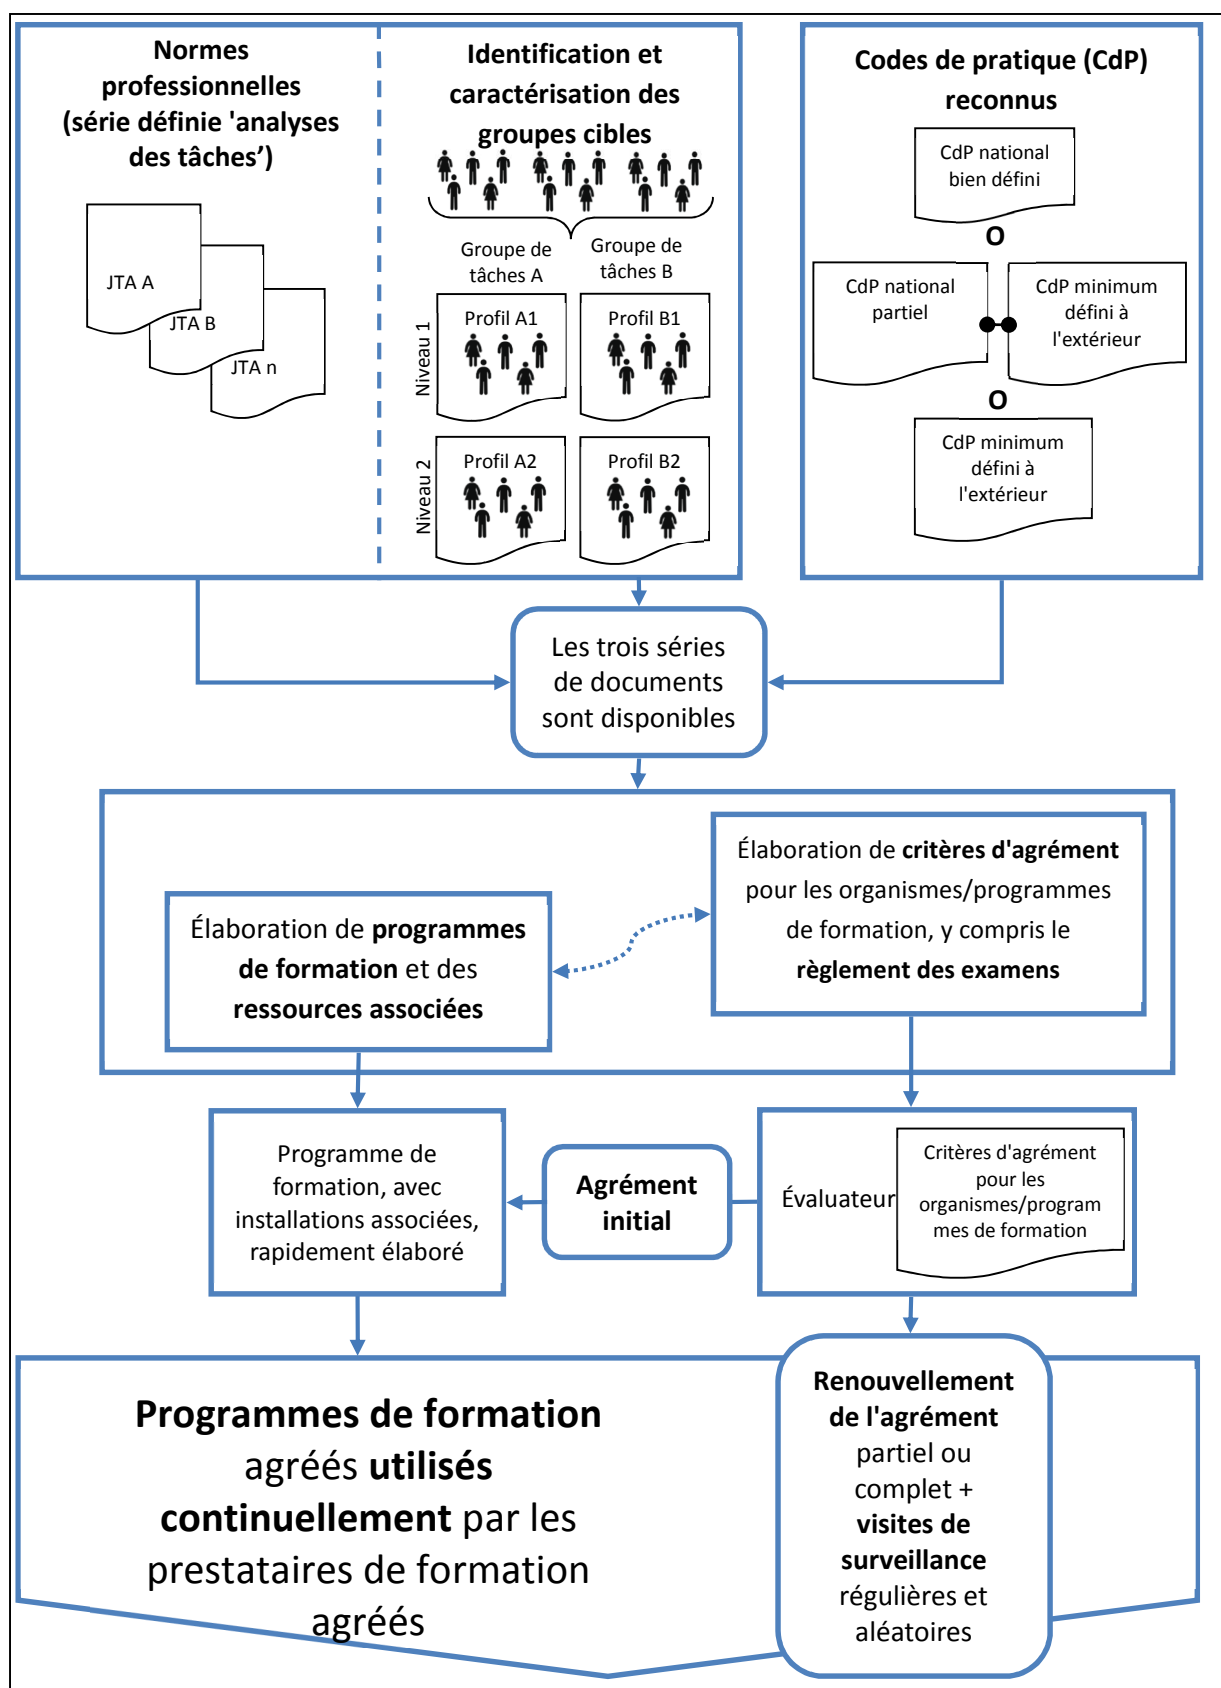 Normes
professionnelles
(série définie 'analyses
des tâches’)
JTA A
JTA B
JTA n
Identification et
caractérisation des
groupes cibles
Groupe de
tâches A
Groupe de
tâches B
Niveau 1
Profil A1
Profil B1
Niveau 2
Profil A2
Profil B2
Codes de pratique (CdP)
reconnus
CdP national
bien défini
O
CdP national
partiel
CdP minimum
défini à
l'extérieur
O
CdP minimum
défini à
l'extérieur
Les trois séries
de documents
sont disponibles
Élaboration de programmes
de formation et des
ressources associées
Élaboration de critères d'agrément
pour les organismes/programmes
de formation, y compris le
règlement des examens
Programme de
formation, avec
installations associées,
rapidement élaboré
Agrément
initial
Évaluateur
Critères d'agrément
pour les
organismes/program
mes de formation
Programmes de formation
agréés utilisés
continuellement par les
prestataires de formation
agréés
Renouvellement
de l'agrément
partiel ou
complet +
visites de
surveillance
régulières et
aléatoires